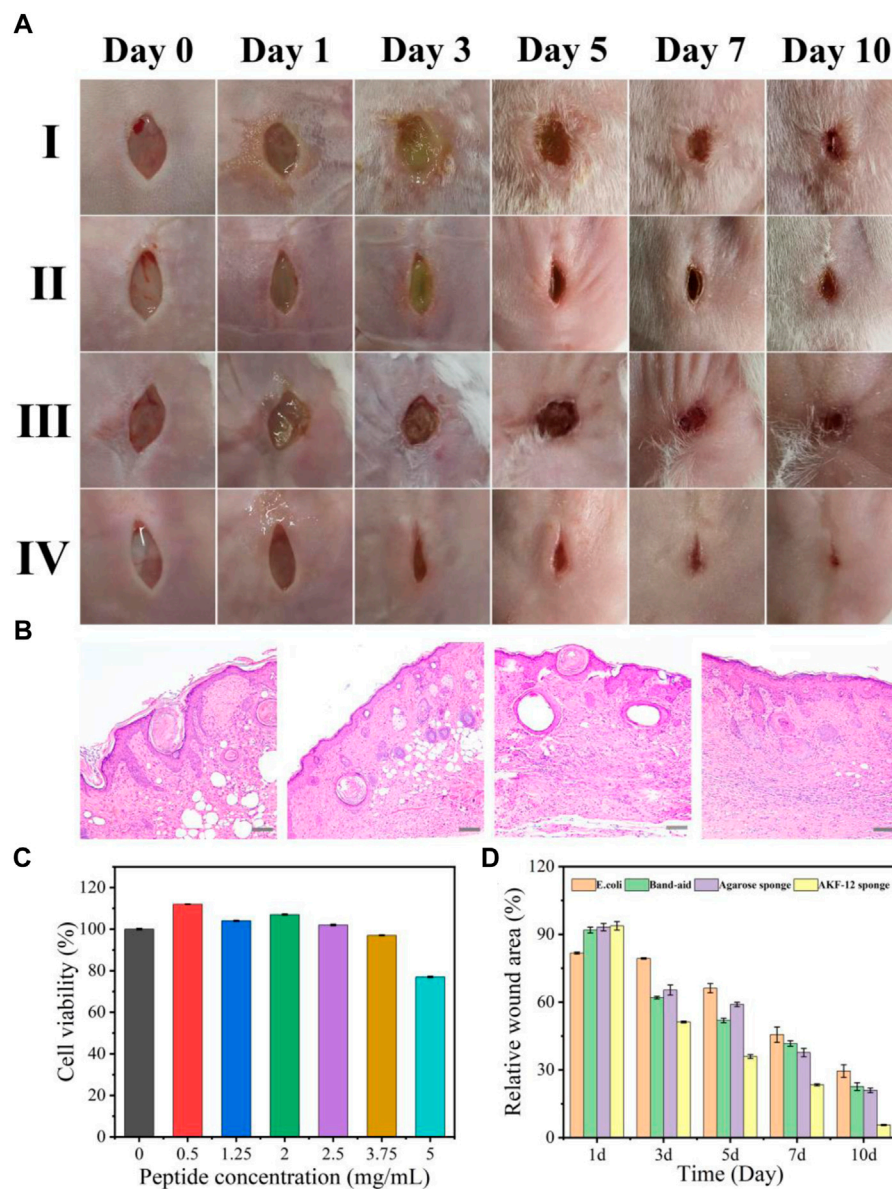 A
Day 0 Day 1 Day 3 Day 5 Day 7 Day 10
I
II
III
IV
B
C
120
100
80
60
40
20
0
Cell viability (%)
0 0.5 1.25 2 2.5 3.75 5
Peptide concentration (mg/mL)
D
120
90
60
30
0
Relative wound area (%)
E.coli Band-aid Agarose sponge AKF-12 sponge
1d 3d 5d 7d 10d
Time (Day)